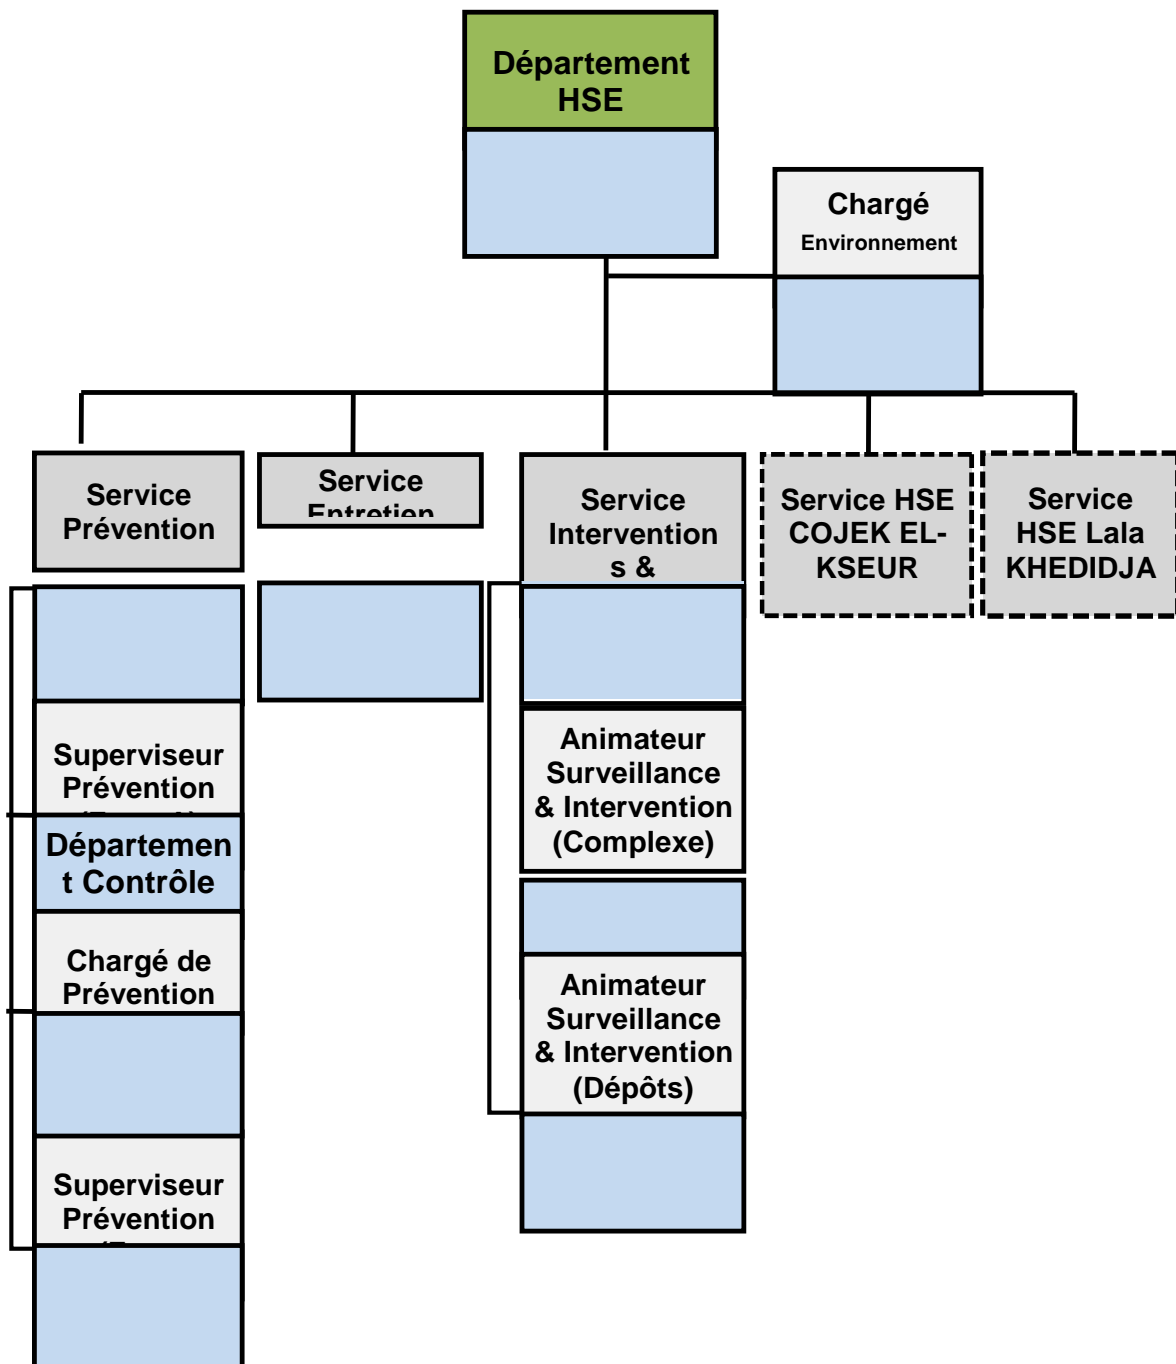 Département
HSE
Chargé
Environnement
Service
Prévention
Service
Entretien
Service
Intervention
s &
Service HSE
COJEK EL-
KSEUR
Service
HSE Lala
KHEDIDJA
Superviseur
Prévention
Départemen
t Contrôle
Chargé de
Prévention
Superviseur
Prévention
Animateur
Surveillance
& Intervention
(Complexe)
Animateur
Surveillance
& Intervention
(Dépôts)